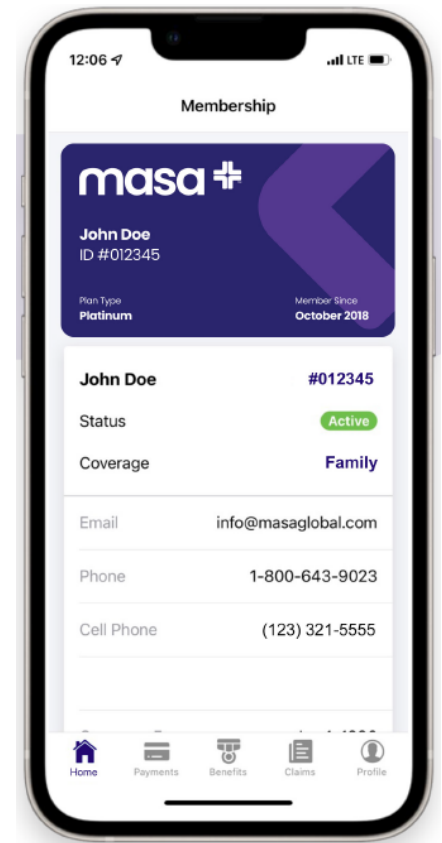 12:06
LTE
Membership
masa
John Doe
ID #012345
Plan Type
Member Since
Platinum
October 2018
John Doe
#012345
Status
Active
Coverage
Family
Email
info@masaglobal.com
Phone
1-800-643-9023
Cell Phone
(123) 321-5555
Home
Payments
Benefits
Claims
Profile